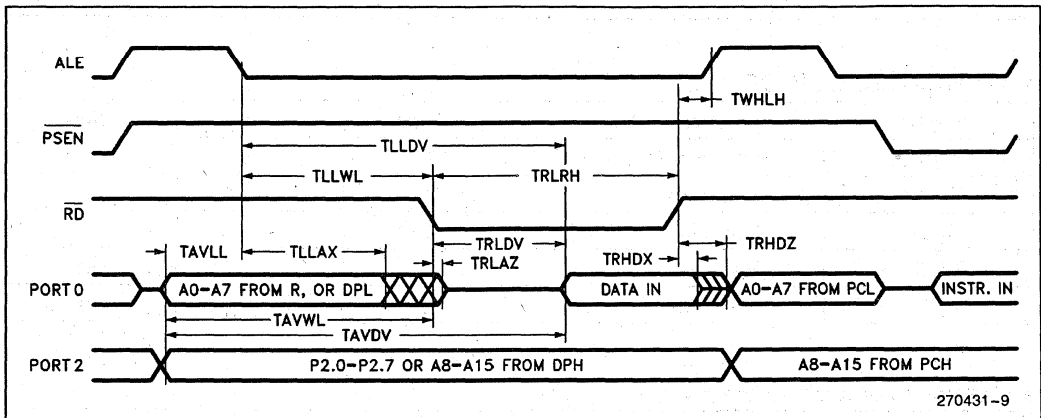 ALE
TWHLH
PSEN
TLLDV
TLLWL
TRLRH
RD
TAVLL
TLLAX
TRLDV
TRLAZ
TRHDX
TRHDZ
PORT 0
A0-A7 FROM R, OR DPL
DATA IN
A0-A7 FROM PCL
INSTR. IN
TAVWL
TAVDV
PORT 2
P2.0-P2.7 OR A8-A15 FROM DPH
A8-A15 FROM PCH
270431-9